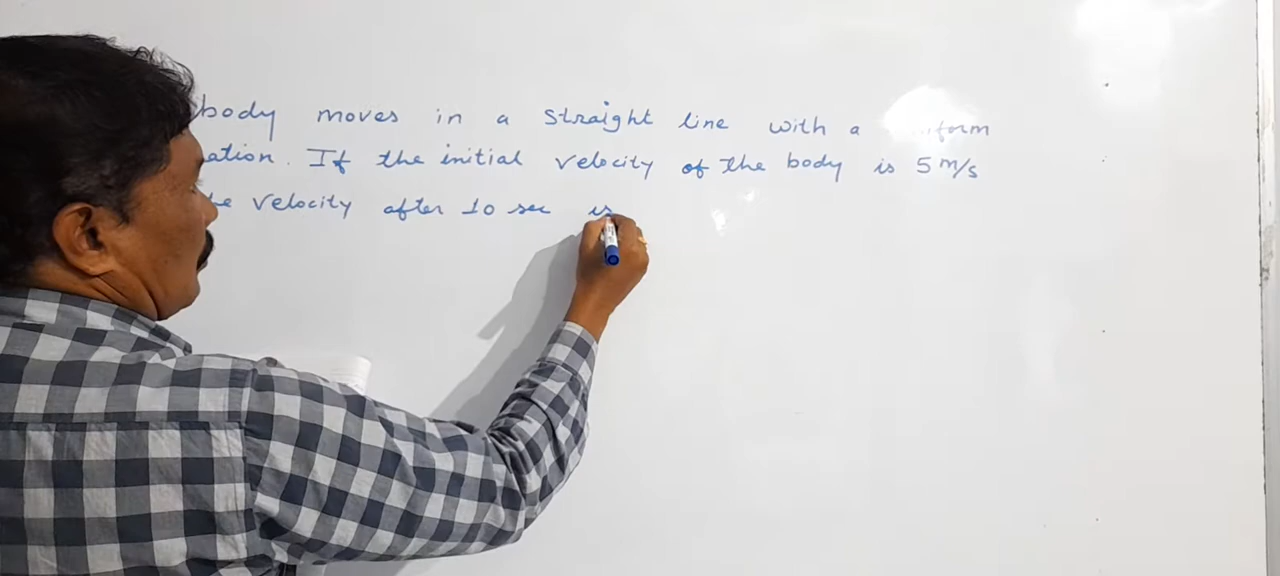 body moves in a straight line with a form
ation. If the initial velocity of the body is 5 m/s
velocity after 10 sec is